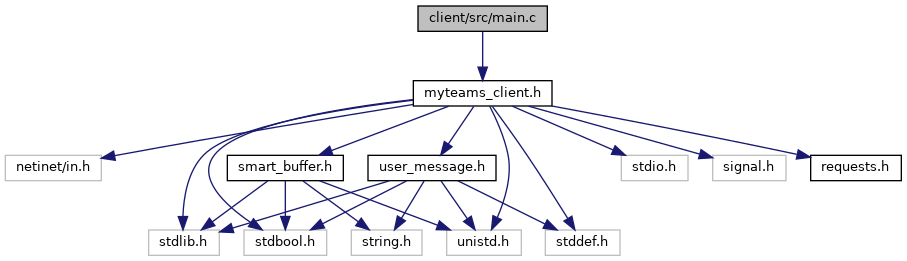 client/src/main.c
myteams_client.h
netinet/in.h
smart_buffer.h
user_message.h
stdio.h
signal.h
requests.h
stdlib.h
stdbool.h
string.h
unistd.h
stddef.h